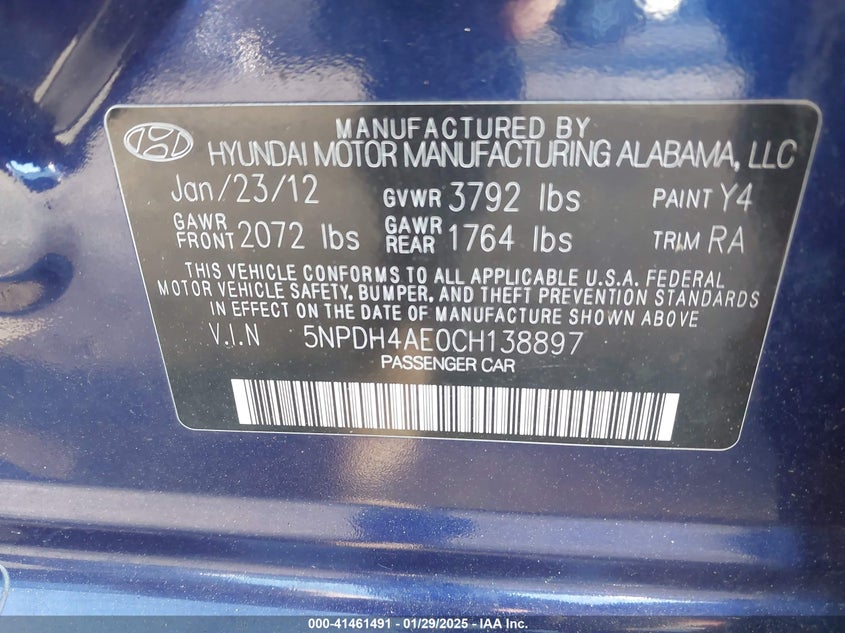 MANUFACTURED BY
HYUNDAI MOTOR MANUFACTURING ALABAMA, LLC
Jan/23/12 GVWR 3792 lbs PAINT Y4
GAWR FRONT 2072 lbs GAWR REAR 1764 lbs TRIM RA
THIS VEHICLE CONFORMS TO ALL APPLICABLE U.S.A. FEDERAL
MOTOR VEHICLE SAFETY, BUMPER, AND THEFT PREVENTION STANDARDS
IN EFFECT ON THE DATE OF MANUFACTURE SHOWN ABOVE
V.I.N 5NPDH4AE0CH138897
PASSENGER CAR
000-41461491 - 01/29/2025 - IAA Inc.